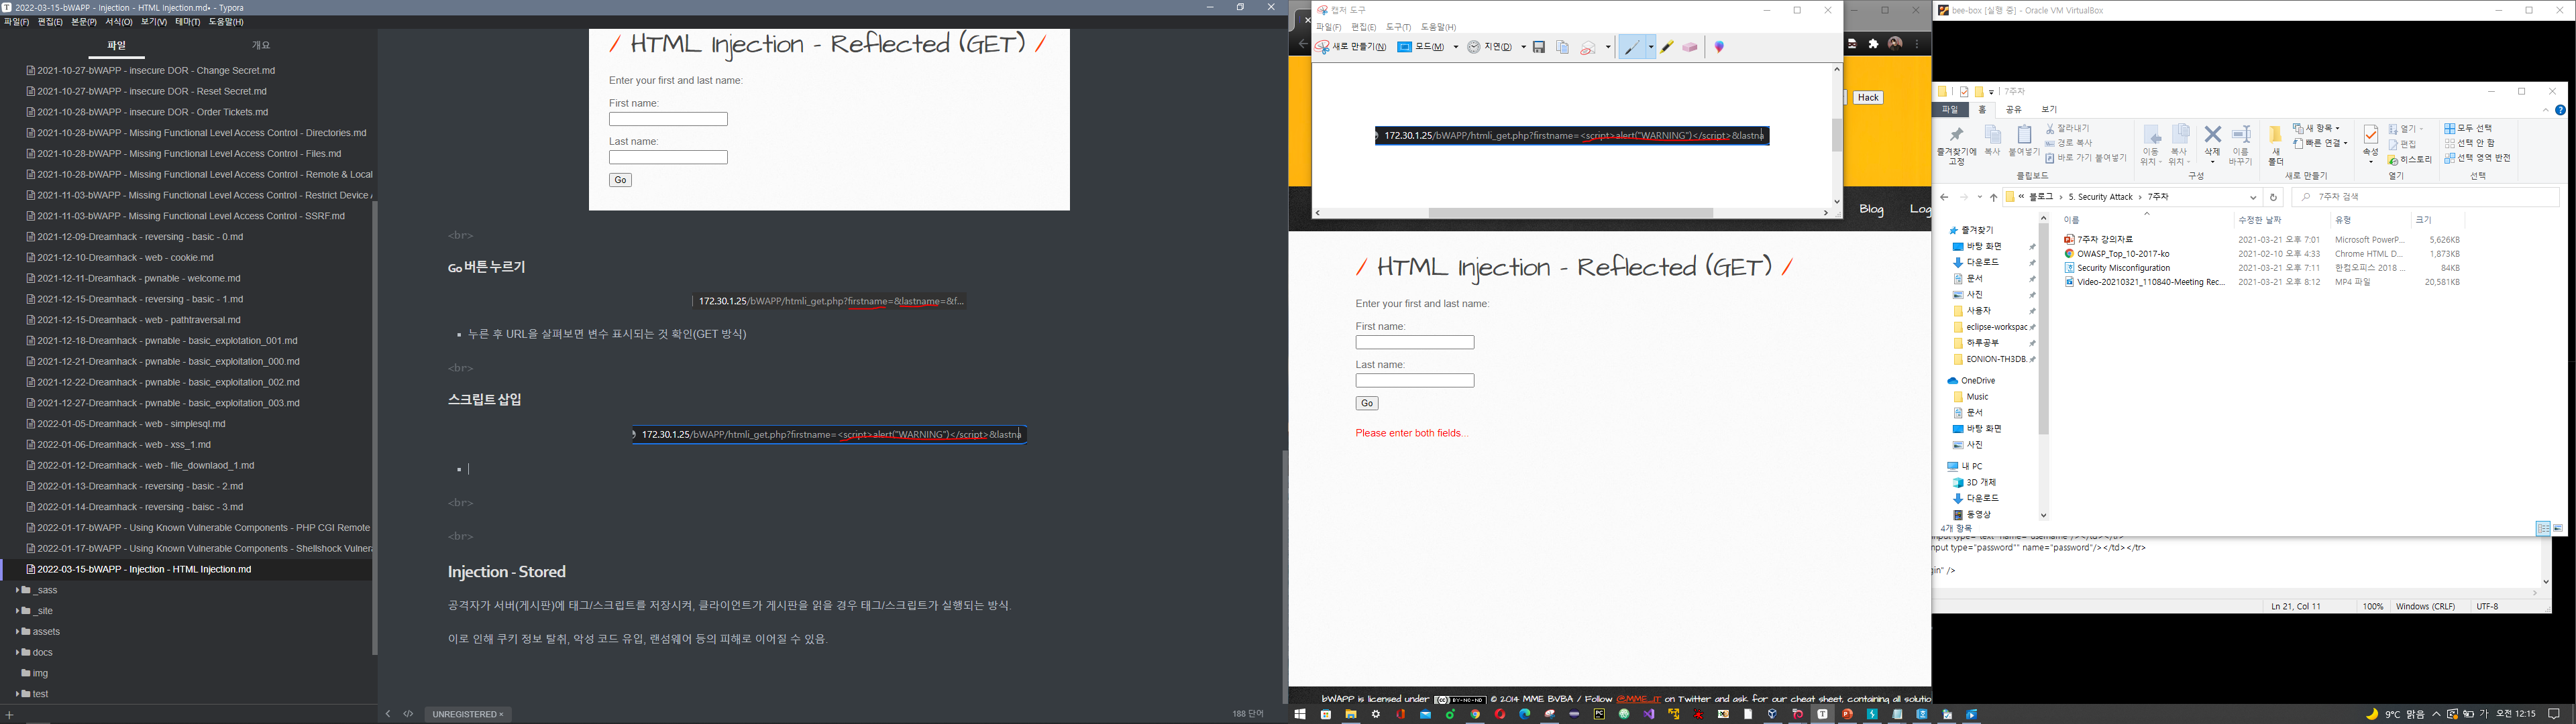 2022-03-15-bWAPP - Injection - HTML Injection.md• - Typora
파일(F) 편집(E) 본문(P) 서식(O) 보기(V) 테마(T) 도움말(H)
파일
개요
2021-10-27-bWAPP - insecure DOR - Change Secret.md
2021-10-27-bWAPP - insecure DOR - Reset Secret.md
2021-10-28-bWAPP - insecure DOR - Order Tickets.md
2021-10-28-bWAPP - Missing Functional Level Access Control - Directories.md
2021-10-28-bWAPP - Missing Functional Level Access Control - Files.md
2021-10-28-bWAPP - Missing Functional Level Access Control - Remote & Local
2021-11-03-bWAPP - Missing Functional Level Access Control - Restrict Device
2021-11-03-bWAPP - Missing Functional Level Access Control - SSRF.md
2021-12-09-Dreamhack - reversing - basic - 0.md
2021-12-10-Dreamhack - web - cookie.md
2021-12-11-Dreamhack - pwnable - welcome.md
2021-12-15-Dreamhack - reversing - basic - 1.md
2021-12-15-Dreamhack - web - pathtraversal.md
2021-12-18-Dreamhack - pwnable - basic_explotation_001.md
2021-12-21-Dreamhack - pwnable - basic_exploitation_000.md
2021-12-22-Dreamhack - pwnable - basic_exploitation_002.md
2021-12-27-Dreamhack - pwnable - basic_exploitation_003.md
2022-01-05-Dreamhack - web - simplesql.md
2022-01-06-Dreamhack - web - xss_1.md
2022-01-12-Dreamhack - web - file_downlaod_1.md
2022-01-13-Dreamhack - reversing - basic - 2.md
2022-01-14-Dreamhack - reversing - baisc - 3.md
2022-01-17-bWAPP - Using Known Vulnerable Components - PHP CGI Remote
2022-01-17-bWAPP - Using Known Vulnerable Components - Shellshock Vulnera
2022-03-15-bWAPP - Injection - HTML Injection.md
_sass
_site
assets
docs
img
test
/ HTML Injection - Reflected (GET) /
Enter your first and last name:
First name:
Last name:
Go
<br>
Go 버튼 누르기
172.30.1.25/bWAPP/htmli_get.php?firstname=&lastname=&f...
누른 후 URL을 살펴보면 변수 표시되는 것 확인(GET 방식)
<br>
스크립트 삽입
172.30.1.25/bWAPP/htmli_get.php?firstname=<script>alert("WARNING")</script>&lastna
<br>
<br>
Injection - Stored
공격자가 서버(게시판)에 태그/스크립트를 저장시켜, 클라이언트가 게시판을 읽을 경우 태그/스크립트가 실행되는 방식.
이로 인해 쿠키 정보 탈취, 악성 코드 유입, 랜섬웨어 등의 피해로 이어질 수 있음.
UNREGISTERED ×
188 단어
캡처 도구
파일(F) 편집(E) 도구(T) 도움말(H)
새로 만들기(N) 모드(M) 지연(D)
172.30.1.25/bWAPP/htmli_get.php?firstname=<script>alert("WARNING")</script>&lastna
Hack
Blog
Log
/ HTML Injection - Reflected (GET) /
Enter your first and last name:
First name:
Last name:
Go
Please enter both fields...
bWAPP is licensed under (cc) BY-NC-ND © 2014 MME BVBA / Follow @MME_IT on Twitter and ask for our cheat sheet, containing all solutio
bee-box [실행 중] - Oracle VM VirtualBox
7주차
파일 홈 공유 보기
즐겨찾기에 고정
복사
붙여넣기
잘라내기
경로 복사
바로 가기 붙여넣기
클립보드
이동 위치
복사 위치
삭제
이름 바꾸기
구성
새 폴더
새 항목
빠른 연결
새로 만들기
속성
열기
편집
히스토리
열기
모두 선택
선택 안 함
선택 영역 반전
선택
« 블로그 › 5. Security Attack › 7주차
7주차 검색
이름 수정한 날짜 유형 크기
7주차 강의자료 2021-03-21 오후 7:01 Microsoft PowerP... 5,626KB
OWASP_Top_10-2017-ko 2021-02-10 오후 4:33 Chrome HTML D... 1,873KB
Security Misconfiguration 2021-03-21 오후 7:11 한컴오피스 2018 ... 84KB
Video-20210321_110840-Meeting Rec... 2021-03-21 오후 8:12 MP4 파일 20,581KB
즐겨찾기
바탕 화면
다운로드
문서
사진
사용자
eclipse-workspac
하루공부
EONION-TH3DB.
OneDrive
Music
문서
바탕 화면
사진
내 PC
3D 개체
다운로드
동영상
4개 항목
nput type="password"" name="password"/></td></tr>
gin" />
Ln 21, Col 11 100% Windows (CRLF) UTF-8
9°C 맑음 가 오전 12:15